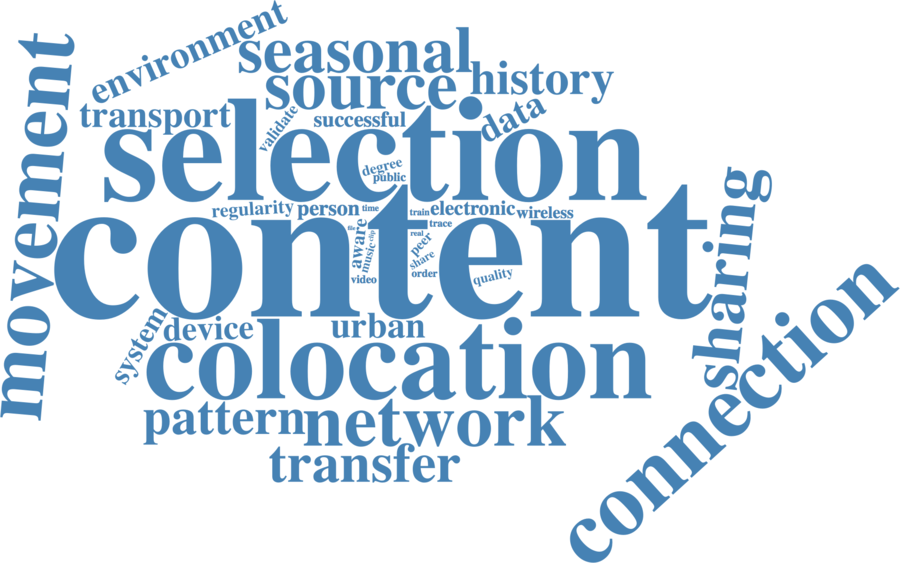 environment
seasonal
source
history
movement
transport
validate
successful
data
selection
degree
public
regularity
person
time
train
electronic
wireless
trace
content
file
aware
music
clip
real
peer
share
video
order
quality
sharing
system
device
urban
colocation
connection
pattern
network
transfer